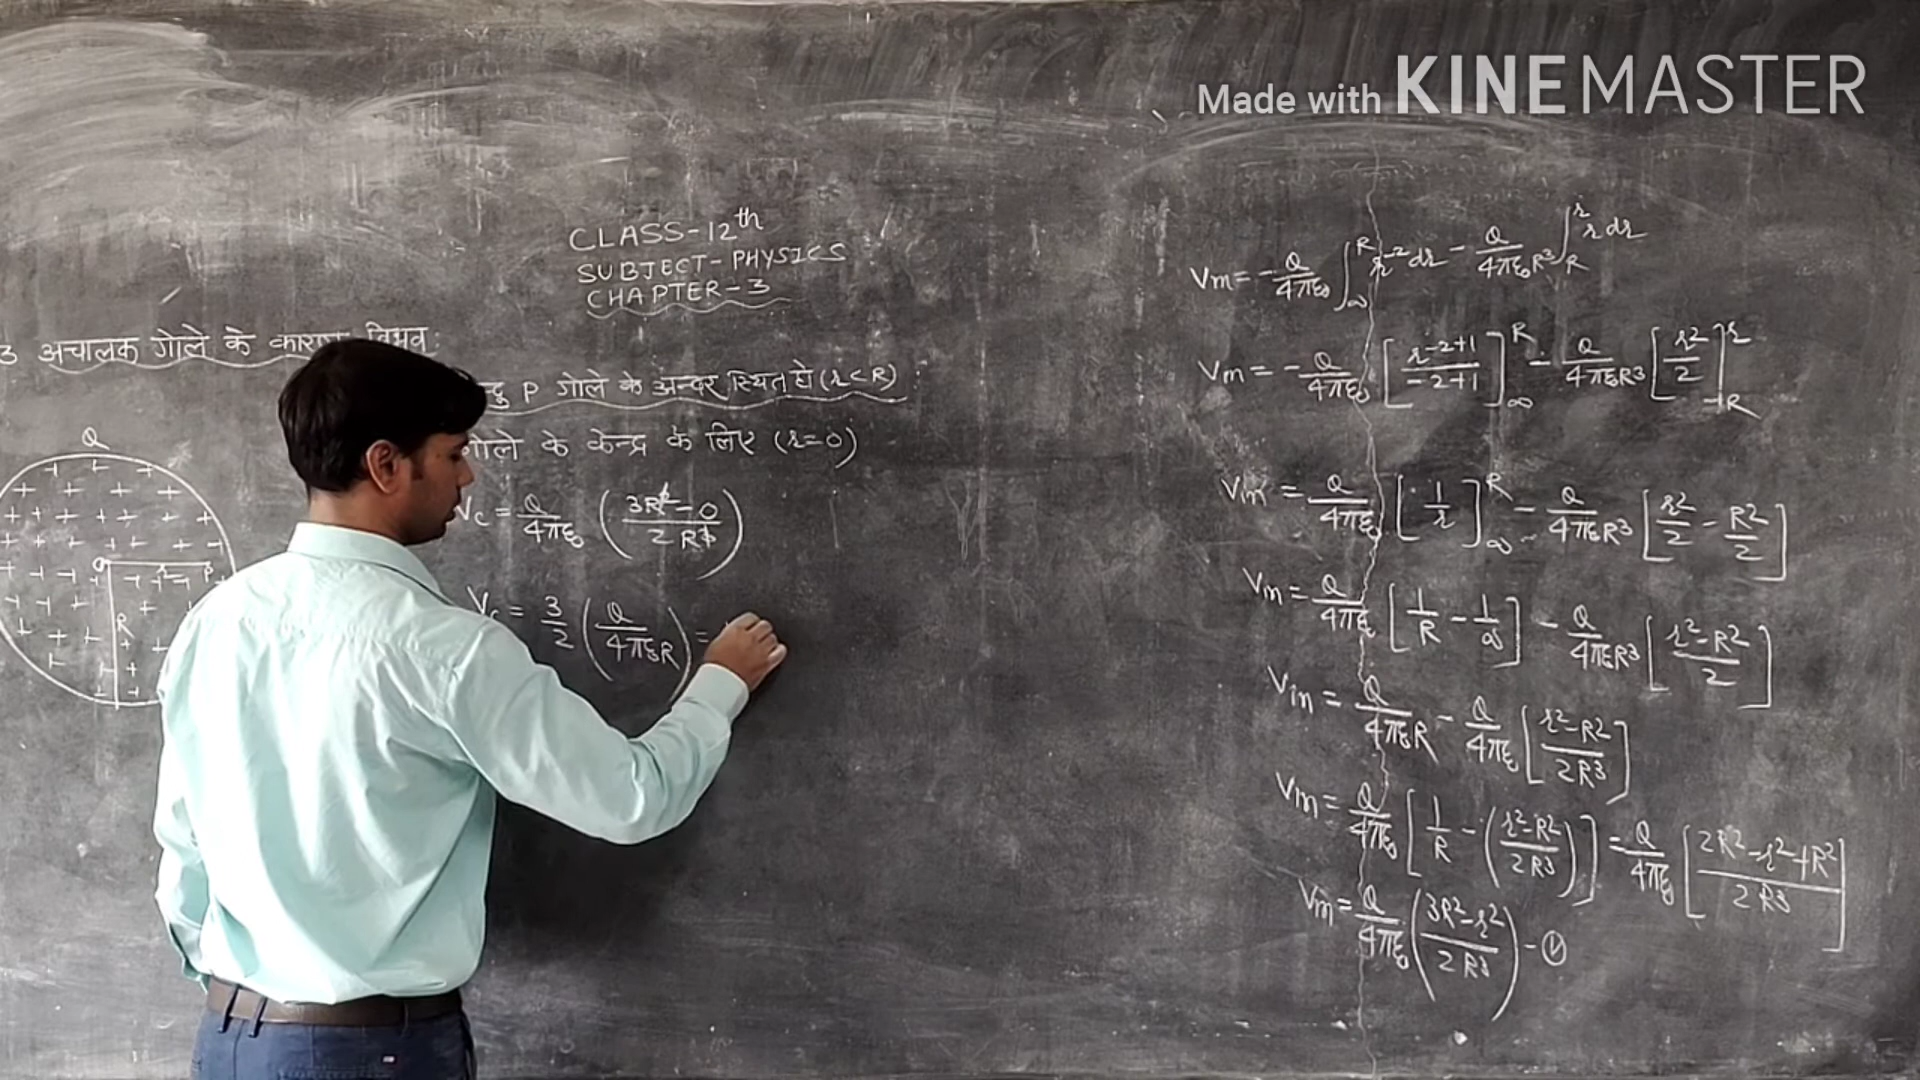 Made with KINEMASTER
CLASS-12th
SUBJECT-PHYSICS
CHAPTER-3
3 अचालक गोले के कारण विभव:
P गोले के अन्दर स्थित हो (r<R) :
गोले के केन्द्र के लिए (r=0)
Vc = Q/4πε₀ (3R²-0/2R³)
Vc = 3/2 (Q/4πε₀R) =
Q
R
P
Vin = -Q/4πε₀ ∫∞^R r⁻² dr - Q/4πε₀R³ ∫R^r r dr
Vin = -Q/4πε₀ [r⁻²⁺¹/-2+1]∞^R - Q/4πε₀R³ [r²/2]R^r
Vin = Q/4πε₀ [1/r]∞^R - Q/4πε₀R³ [r²/2 - R²/2]
Vin = Q/4πε₀ [1/R - 1/∞] - Q/4πε₀R³ [r²-R²/2]
Vin = Q/4πε₀R - Q/4πε₀ [r²-R²/2R³]
Vin = Q/4πε₀ [1/R - (r²-R²/2R³)] = Q/4πε₀ [2R²-r²+R²/2R³]
Vin = Q/4πε₀ (3R²-r²/2R³) - Ⓥ